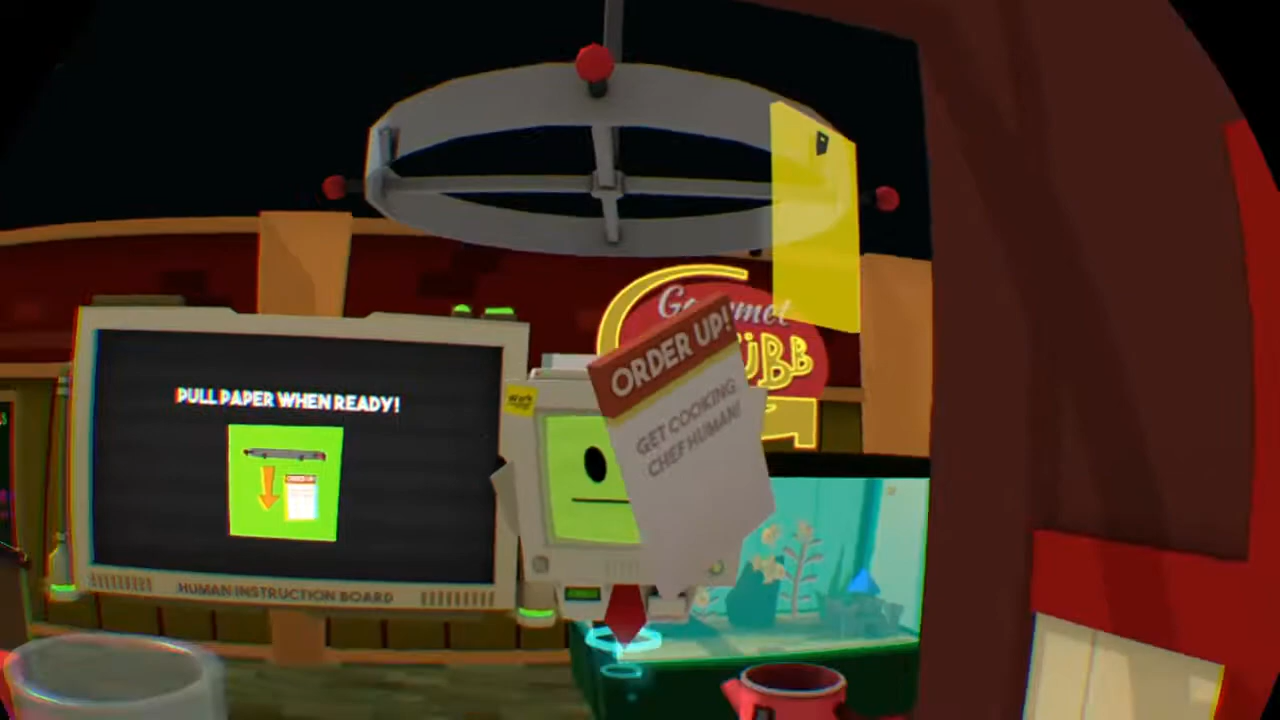 Gourmet
ORDER UP!
GET COOKING
CHEF HUMAN!
PULL PAPER WHEN READY!
HUMAN INSTRUCTION BOARD